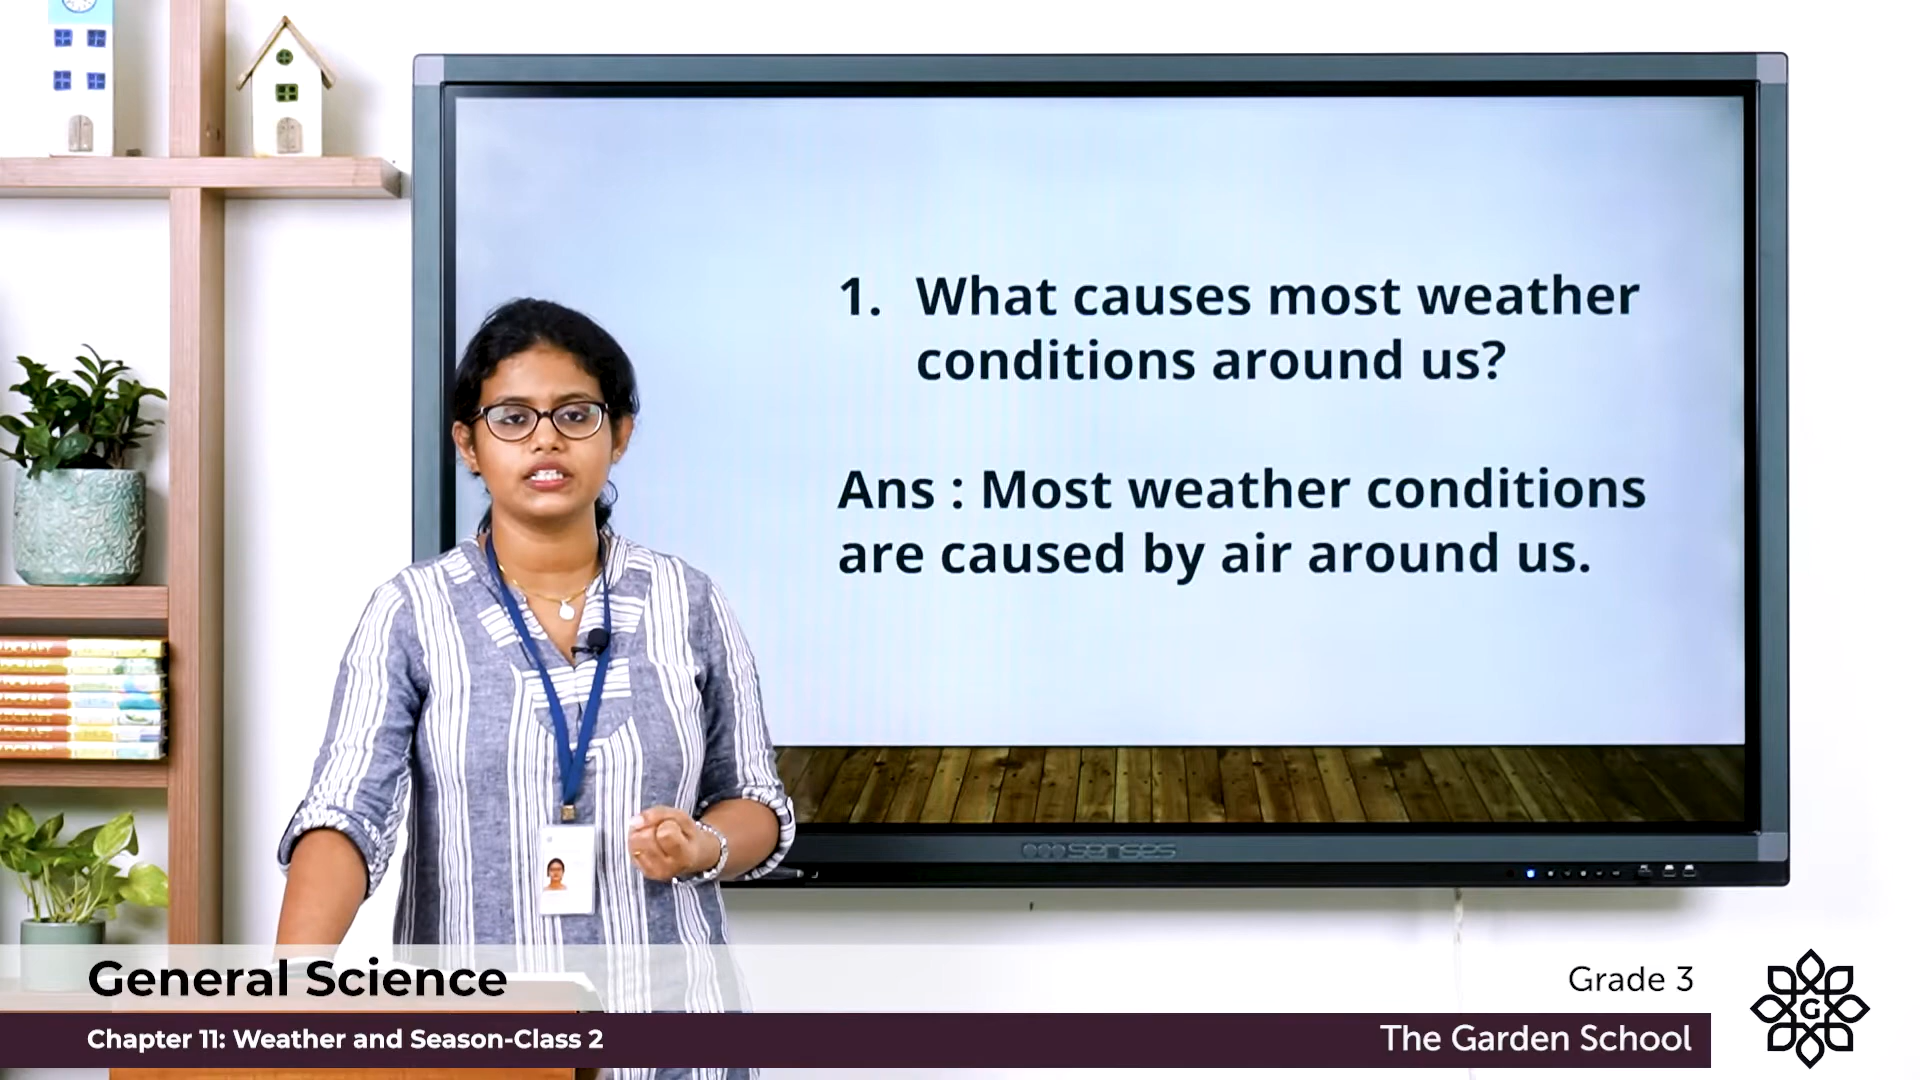 1. What causes most weather
conditions around us?
Ans : Most weather conditions
are caused by air around us.
senses
General Science
Grade 3
Chapter 11: Weather and Season-Class 2
The Garden School
G